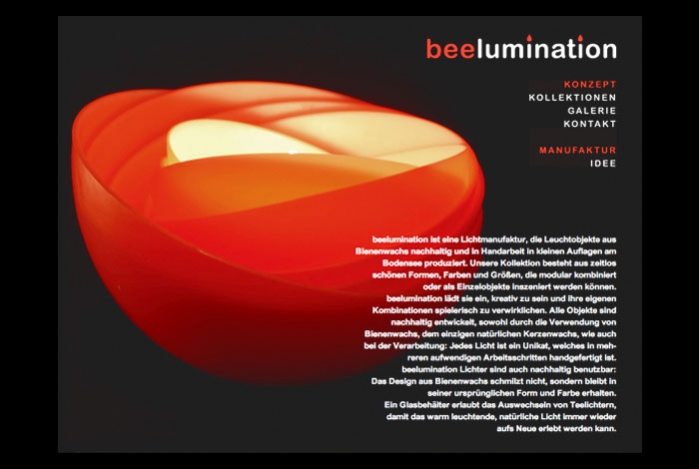 beelumination
KONZEPT
KOLLEKTIONEN
GALERIE
KONTAKT
MANUFAKTUR
IDEE
beelumination ist eine Lichtmanufaktur, die Leuchtobjekte aus
Bienenwachs nachhaltig und in Handarbeit in kleinen Auflagen am
Bodensee produziert. Unsere Kollektion besteht aus zeitlos
schönen Formen, Farben und Größen, die modular kombiniert
oder als Einzelobjekte inszeniert werden können.
beelumination lädt sie ein, kreativ zu sein und ihre eigenen
Kombinationen spielerisch zu verwirklichen. Alle Objekte sind
nachhaltig entwickelt, sowohl durch die Verwendung von
Bienenwachs, dem einzigen natürlichen Kerzenwachs, wie auch
bei der Verarbeitung: Jedes Licht ist ein Unikat, welches in meh-
reren aufwendigen Arbeitsschritten handgefertigt ist.
beelumination Lichter sind auch nachhaltig benutzbar:
Das Design aus Bienenwachs schmilzt nicht, sondern bleibt in
seiner ursprünglichen Form und Farbe erhalten.
Ein Glasbehälter erlaubt das Auswechseln von Teelichtern,
damit das warm leuchtende, natürliche Licht immer wieder
aufs Neue erlebt werden kann.